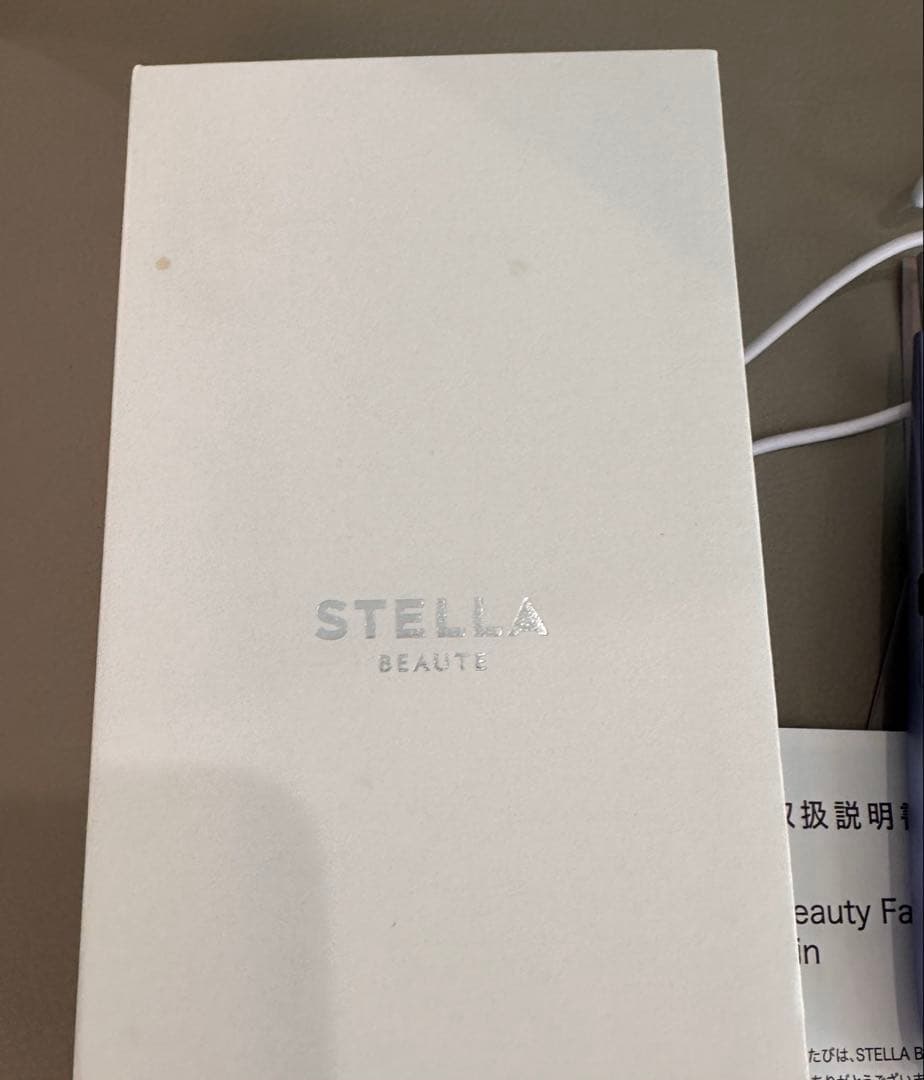 STELLA
BEAUTE
扱説明
eauty Fa
in
たびは、STELLA B